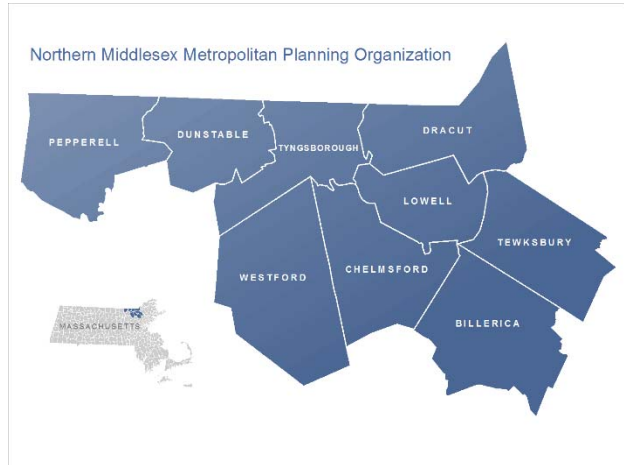 Northern Middlesex Metropolitan Planning Organization
DRACUT
PEPPERELL
DUNSTABLE
TYNGSBOROUGH
LOWELL
TEWKSBURY
WESTFORD
CHELMSFORD
BILLERICA
MASSACHUSETTS